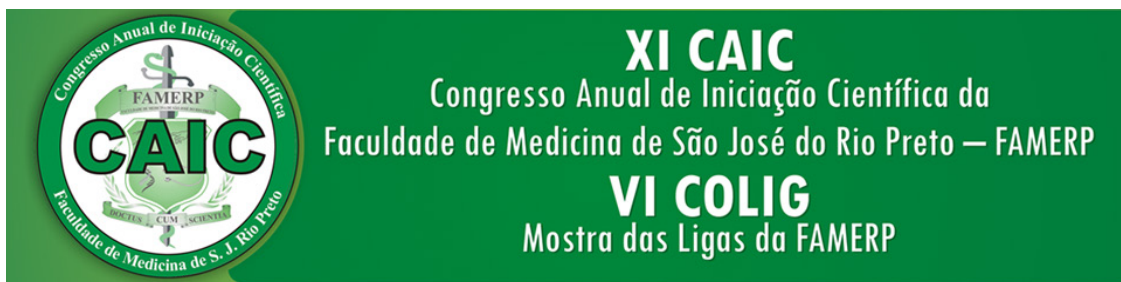 Congresso Anual de Iniciação Científica
FAMERP
CAIC
DOCTUS CUM SCIENTIA
Faculdade de Medicina de S. J. Rio Preto
XI CAIC
Congresso Anual de Iniciação Científica da
Faculdade de Medicina de São José do Rio Preto – FAMERP
VI COLIG
Mostra das Ligas da FAMERP